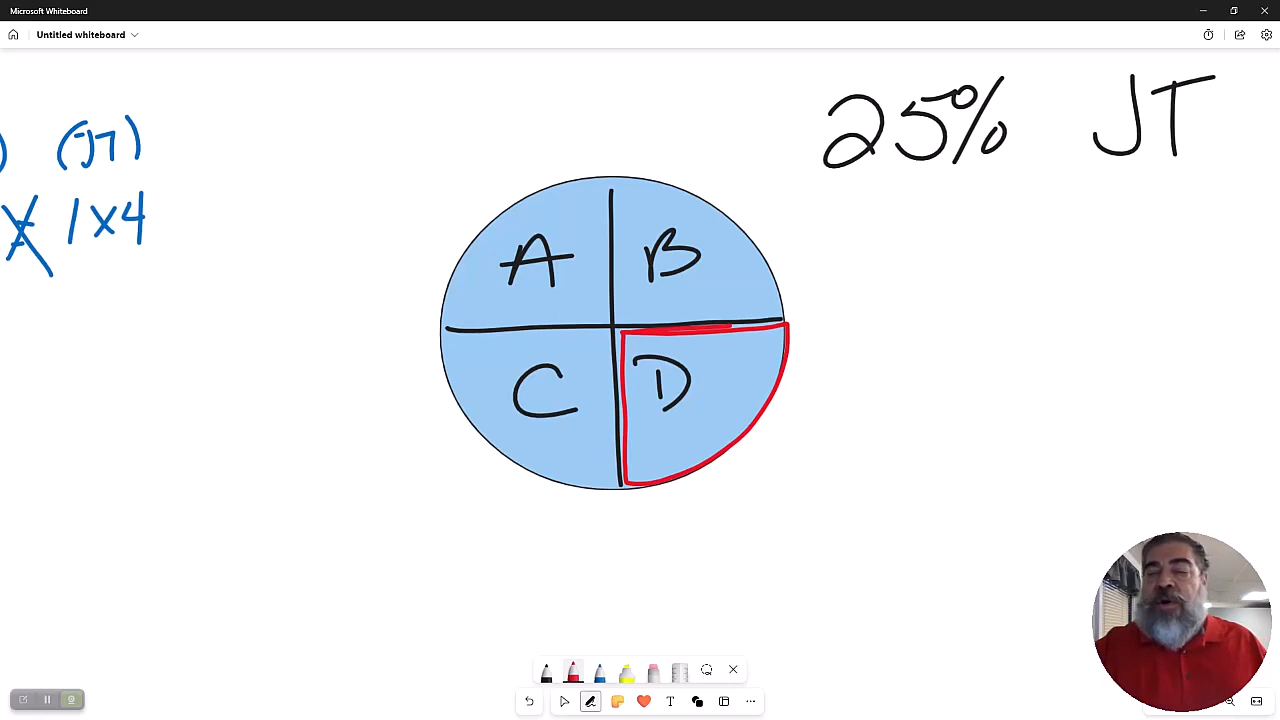 Microsoft Whiteboard
Untitled whiteboard
25% JT
(JT)
1x4
A B
C D
T